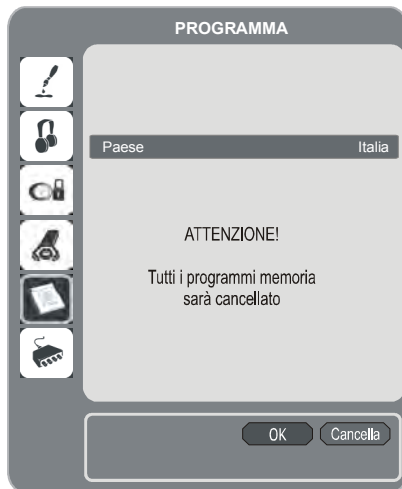 PROGRAMMA
Paese Italia
ATTENZIONE!
Tutti i programmi memoria
sarà cancellato
OK Cancella